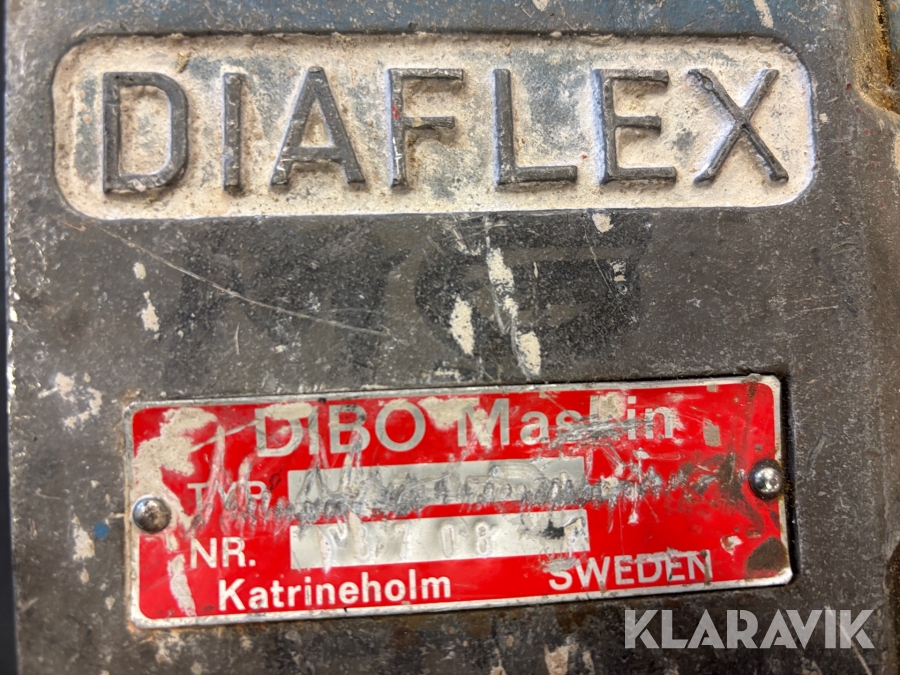 DIAFLEX
DIBO Maskin
TYP
NR.
Katrineholm SWEDEN
KLARAVIK